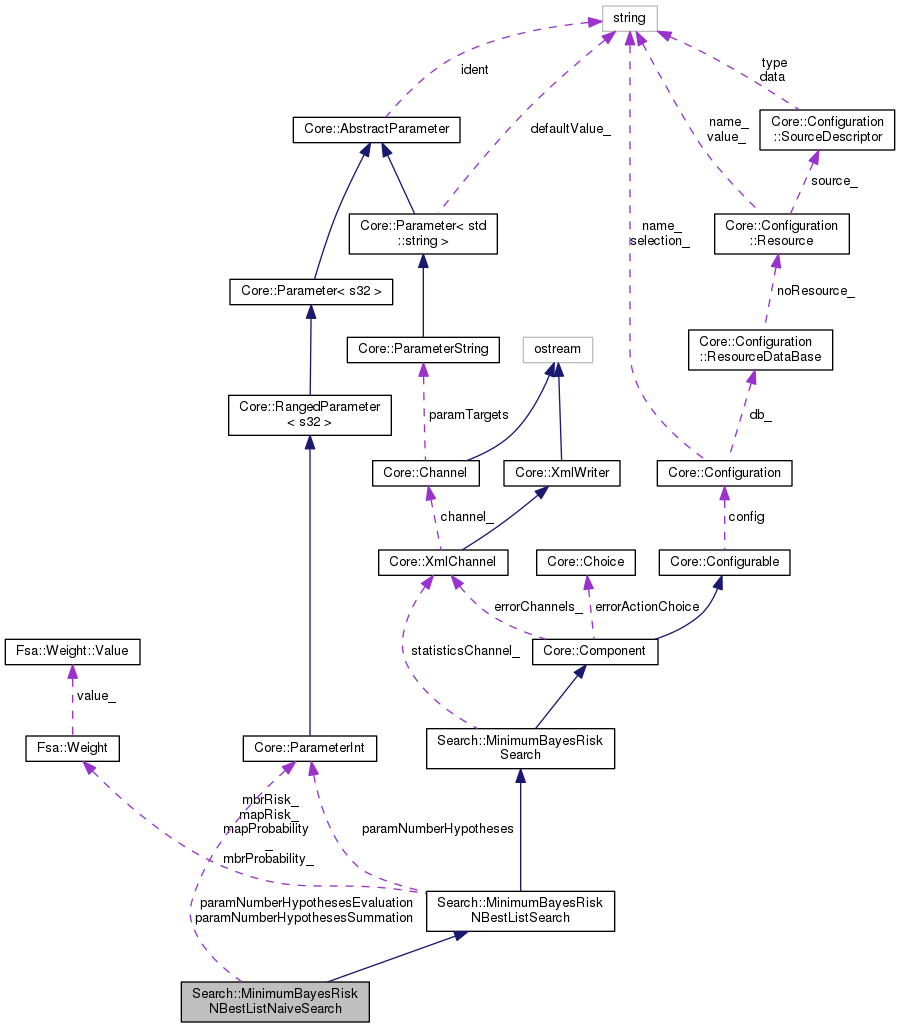 string
type
data
ident
Core::AbstractParameter
defaultValue_
name_
value_
Core::Configuration
::SourceDescriptor
source_
Core::Parameter< std
::string >
name_
selection_
Core::Configuration
::Resource
Core::Parameter< s32 >
noResource_
Core::ParameterString
ostream
Core::Configuration
::ResourceDataBase
Core::RangedParameter
< s32 >
paramTargets
db_
Core::Channel
Core::XmlWriter
Core::Configuration
channel_
config
Core::XmlChannel
Core::Choice
Core::Configurable
errorChannels_
errorActionChoice
Fsa::Weight::Value
statisticsChannel_
Core::Component
value_
Fsa::Weight
Core::ParameterInt
Search::MinimumBayesRisk
Search
mbrRisk_
mapRisk_
mapProbability
_
mbrProbability_
paramNumberHypotheses
paramNumberHypothesesEvaluation
paramNumberHypothesesSummation
Search::MinimumBayesRisk
NBestListSearch
Search::MinimumBayesRisk
NBestListNaiveSearch